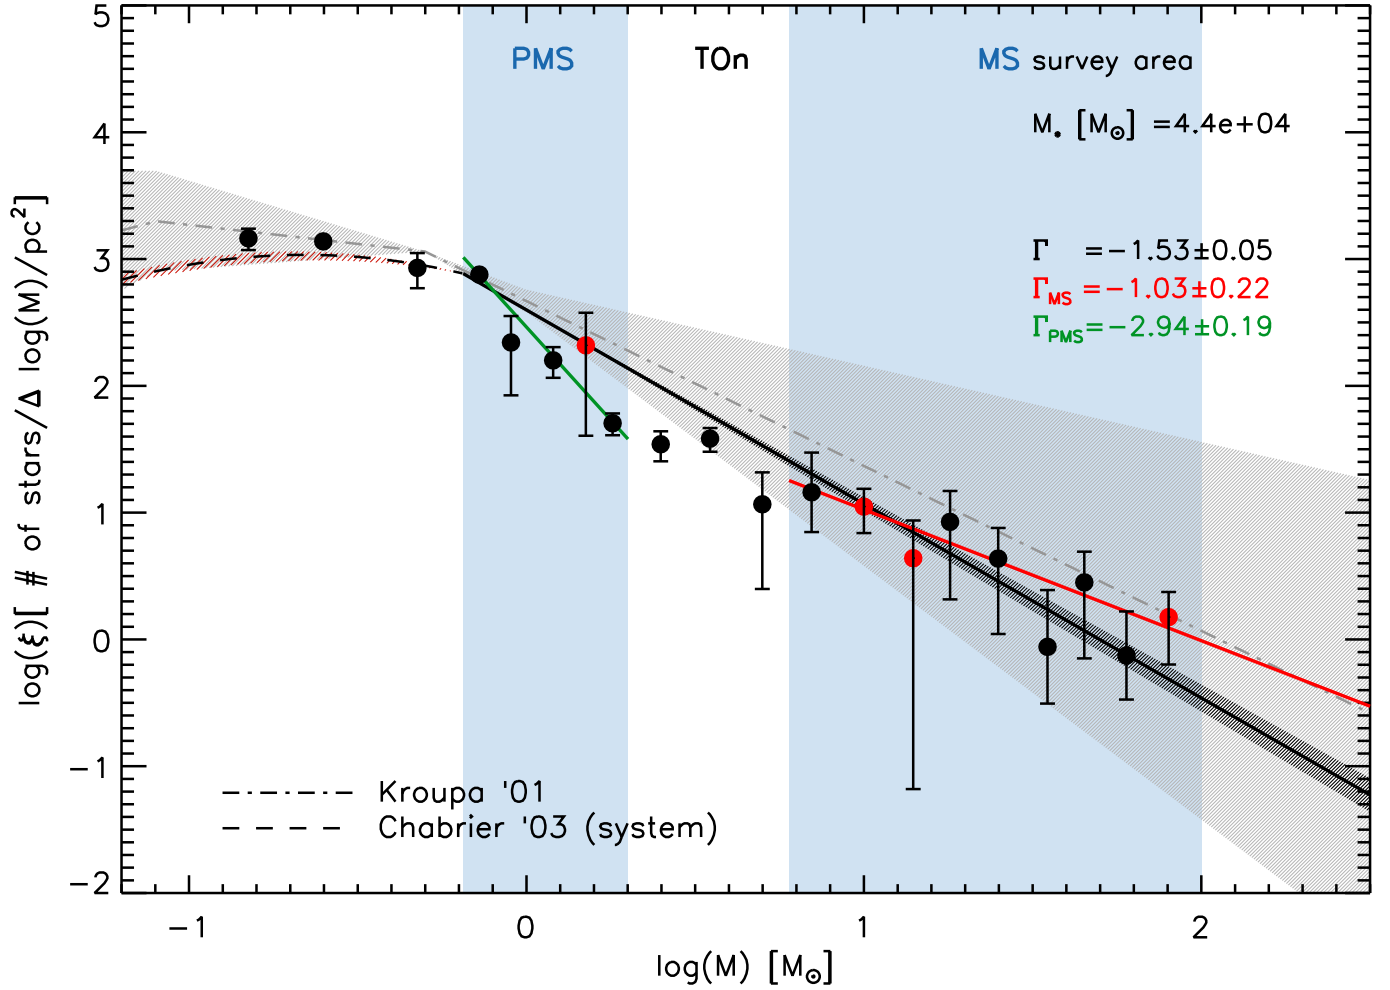 PMS TOn MS survey area
M* [M☉] =4.4e+04
Γ =−1.53±0.05
Γ_MS =−1.03±0.22
Γ_PMS=−2.94±0.19
log(ξ)[ # of stars/Δ log(M)/pc²]
5
4
3
2
1
0
−1
−2
Kroupa '01
Chabrier '03 (system)
−1 0 1 2
log(M) [M☉]